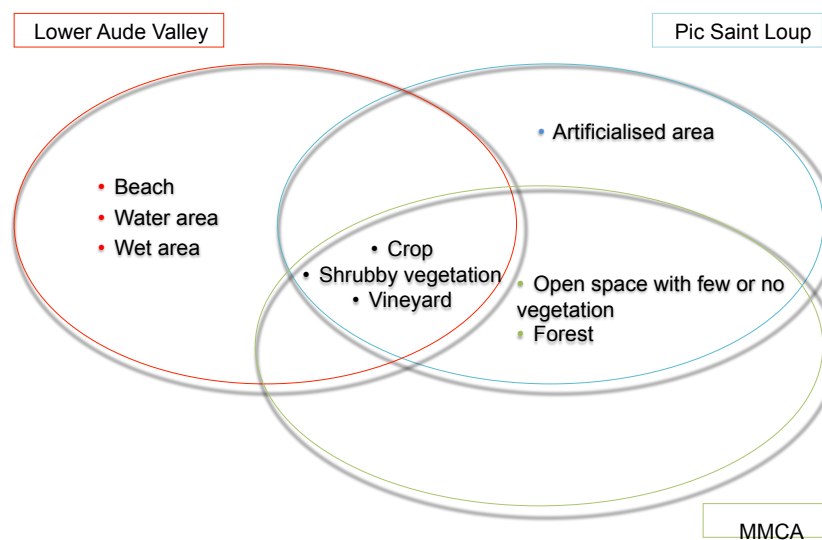 Lower Aude Valley
Pic Saint Loup
• Artificialised area
• Beach
• Water area
• Wet area
• Crop
• Shrubby vegetation
• Vineyard
• Open space with few or no
vegetation
• Forest
MMCA